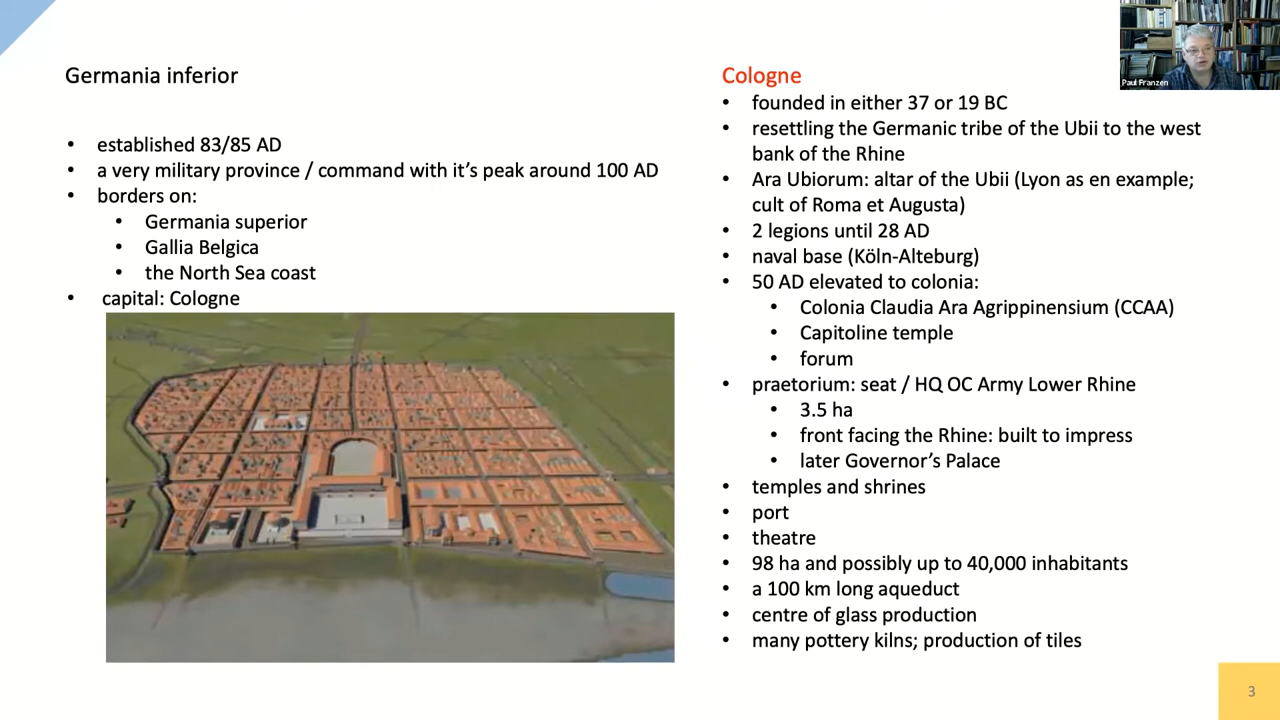 Germania inferior
• established 83/85 AD
• a very military province / command with it's peak around 100 AD
• borders on:
• Germania superior
• Gallia Belgica
• the North Sea coast
• capital: Cologne
Cologne
• founded in either 37 or 19 BC
• resettling the Germanic tribe of the Ubii to the west
bank of the Rhine
• Ara Ubiorum: altar of the Ubii (Lyon as en example;
cult of Roma et Augusta)
• 2 legions until 28 AD
• naval base (Köln-Alteburg)
• 50 AD elevated to colonia:
• Colonia Claudia Ara Agrippinensium (CCAA)
• Capitoline temple
• forum
• praetorium: seat / HQ OC Army Lower Rhine
• 3.5 ha
• front facing the Rhine: built to impress
• later Governor's Palace
• temples and shrines
• port
• theatre
• 98 ha and possibly up to 40,000 inhabitants
• a 100 km long aqueduct
• centre of glass production
• many pottery kilns; production of tiles
Paul Franzen
3